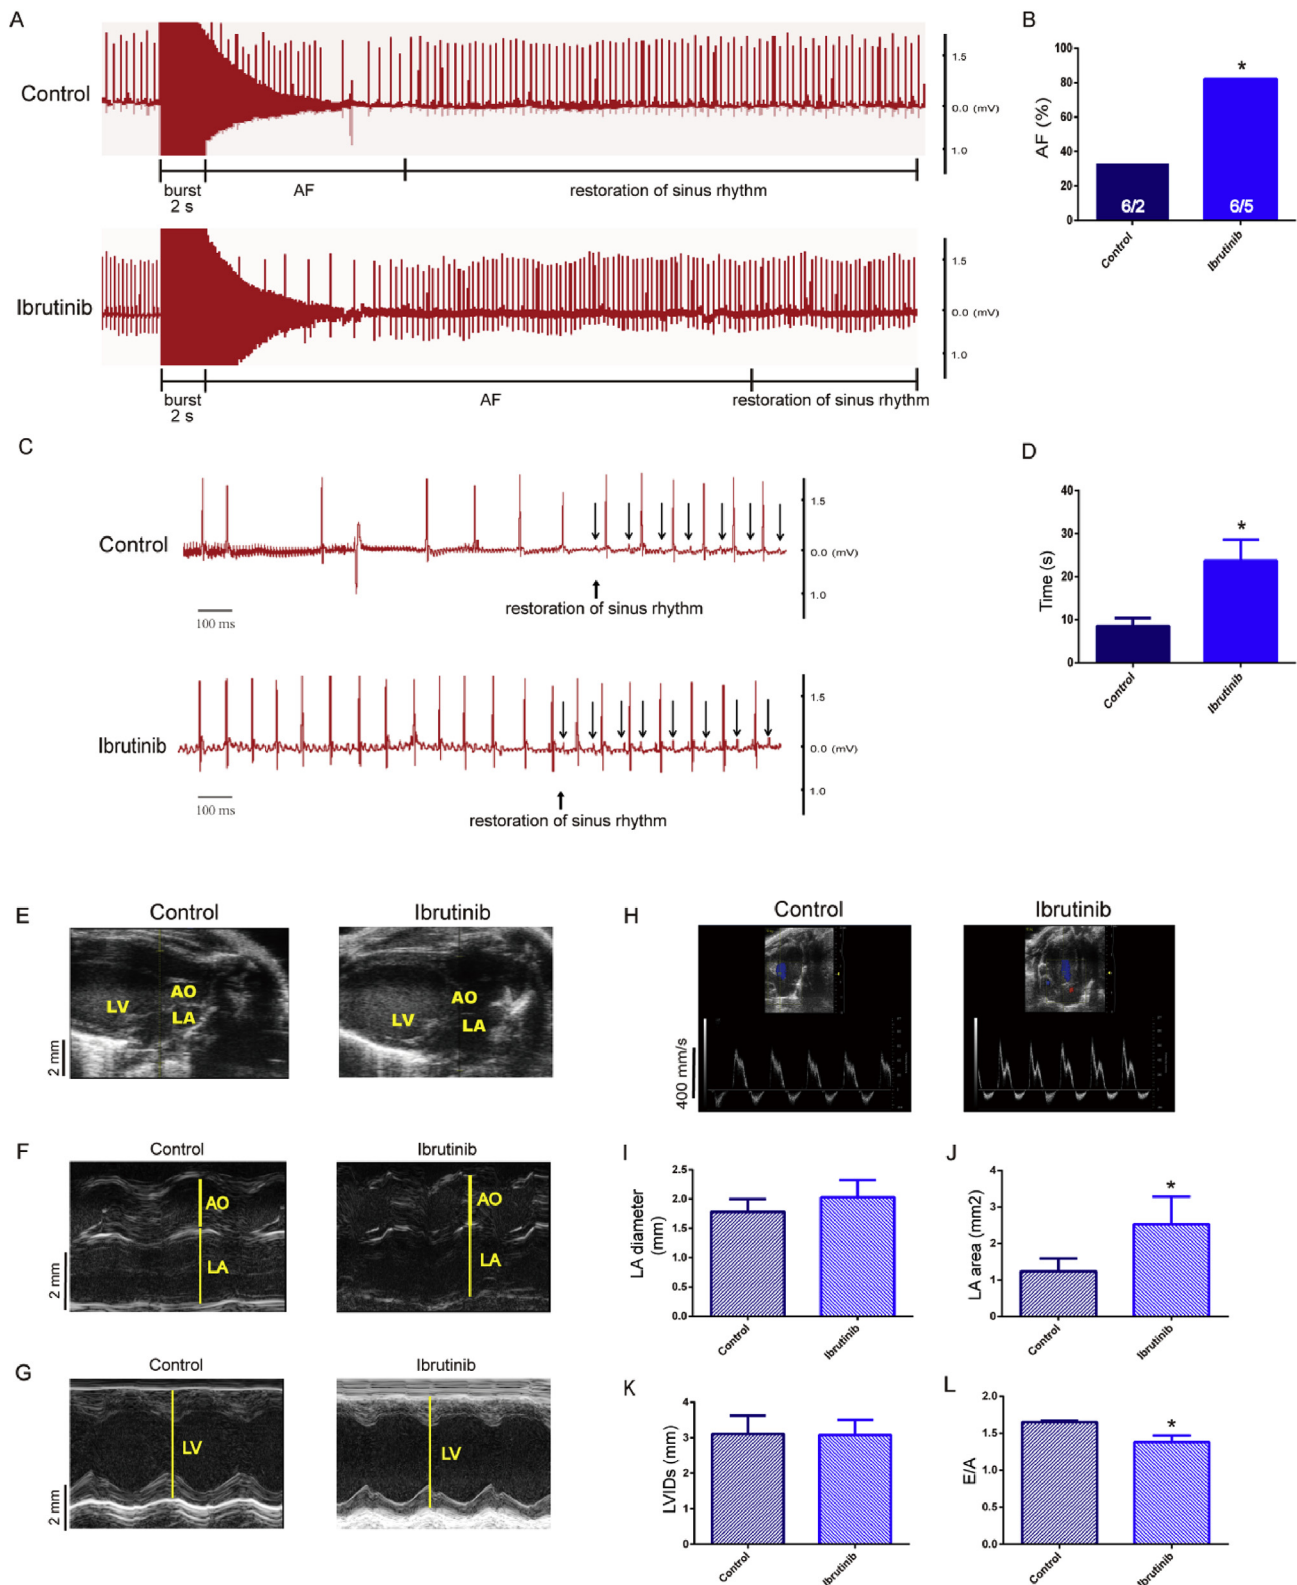 A
Control
1.5
0.0 (mV)
1.0
burst
2 s
AF
restoration of sinus rhythm
Ibrutinib
1.5
0.0 (mV)
1.0
burst
2 s
AF
restoration of sinus rhythm
B
AF (%)
100
80
60
40
20
0
*
6/2
6/5
Control
Ibrutinib
C
Control
1.5
0.0 (mV)
1.0
restoration of sinus rhythm
100 ms
Ibrutinib
1.5
0.0 (mV)
1.0
100 ms
restoration of sinus rhythm
D
Time (s)
40
30
20
10
0
*
Control
Ibrutinib
E
Control
Ibrutinib
AO
LV
LA
AO
LV
LA
2 mm
H
Control
Ibrutinib
400 mm/s
F
Control
Ibrutinib
AO
LA
AO
LA
2 mm
I
LA diameter
(mm)
2.5
2.0
1.5
1.0
0.5
0.0
Control
Ibrutinib
J
LA area (mm2)
4
3
2
1
0
*
Control
Ibrutinib
G
Control
Ibrutinib
LV
LV
2 mm
K
LVIDs (mm)
4
3
2
1
0
Control
Ibrutinib
L
E/A
2.0
1.5
1.0
0.5
0.0
*
Control
Ibrutinib